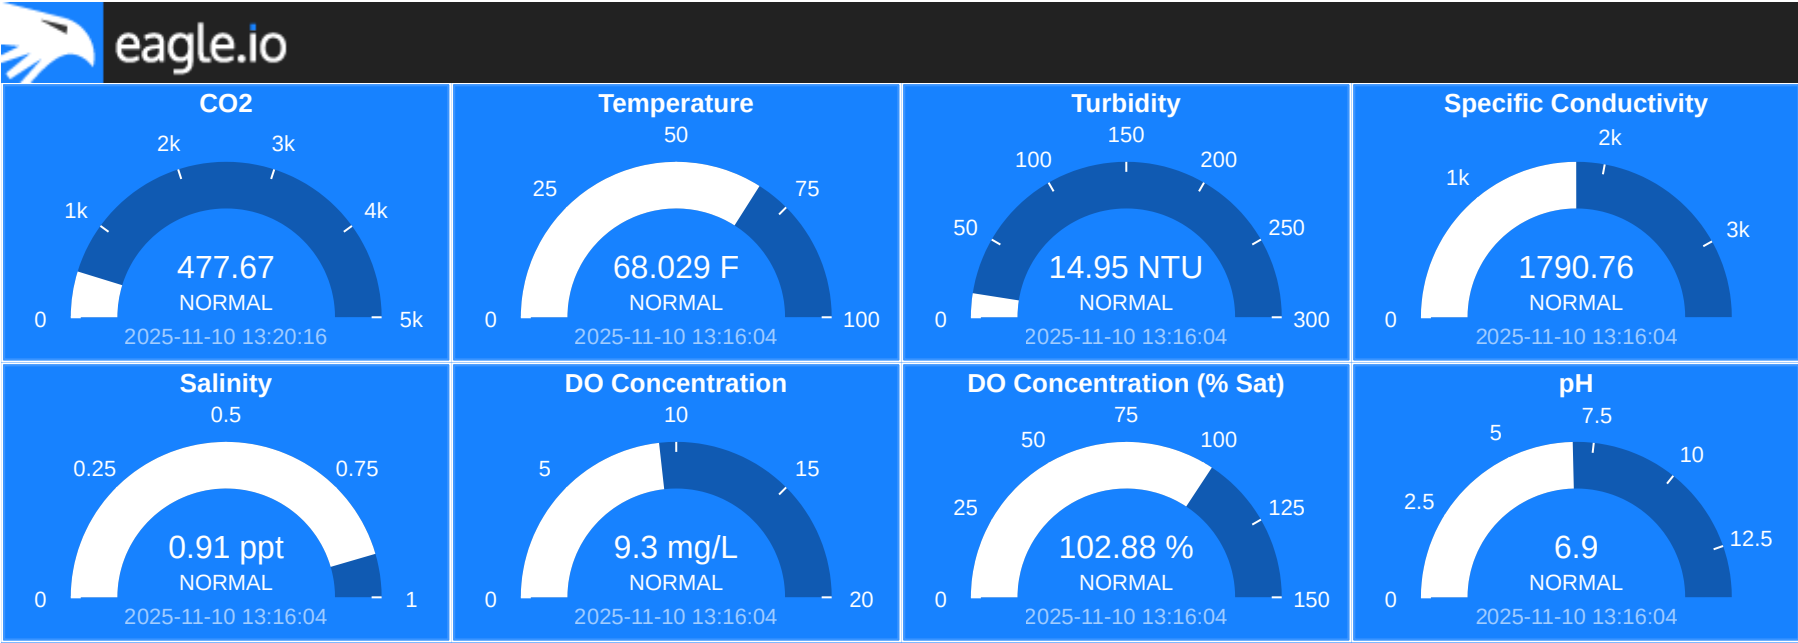 eagle.io
CO2
2k
3k
1k
4k
477.67
NORMAL
0
5k
2025-11-10 13:20:16
Temperature
50
25
75
68.029 F
NORMAL
0
100
2025-11-10 13:16:04
Turbidity
150
100
200
50
250
14.95 NTU
NORMAL
0
300
2025-11-10 13:16:04
Specific Conductivity
2k
1k
3k
1790.76
NORMAL
0
2025-11-10 13:16:04
Salinity
0.5
0.25
0.75
0.91 ppt
NORMAL
0
1
2025-11-10 13:16:04
DO Concentration
10
5
15
9.3 mg/L
NORMAL
0
20
2025-11-10 13:16:04
DO Concentration (% Sat)
75
50
100
25
125
102.88 %
NORMAL
0
150
2025-11-10 13:16:04
pH
7.5
5
10
2.5
12.5
6.9
NORMAL
0
2025-11-10 13:16:04